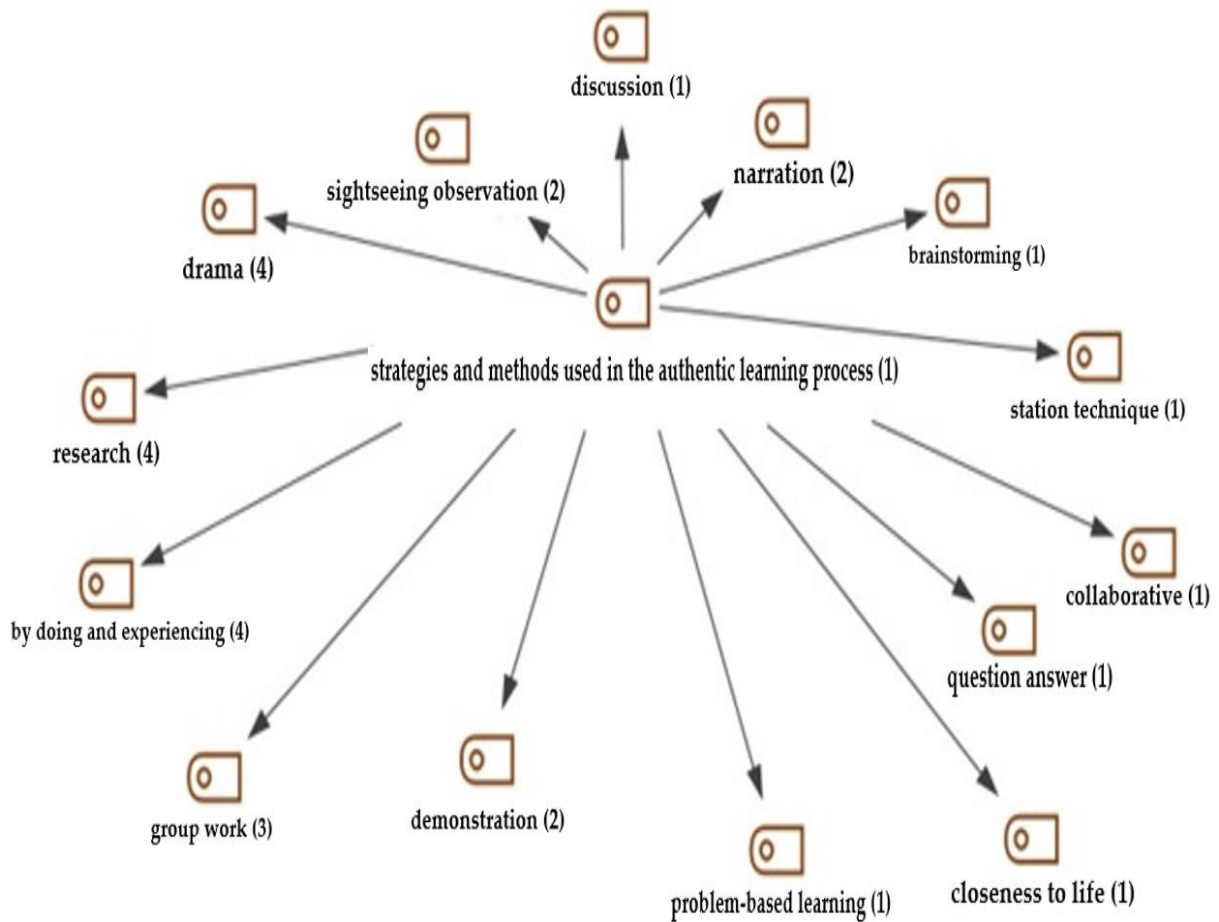 discussion (1)
narration (2)
sightseeing observation (2)
brainstorming (1)
drama (4)
strategies and methods used in the authentic learning process (1)
station technique (1)
research (4)
collaborative (1)
by doing and experiencing (4)
question answer (1)
demonstration (2)
group work (3)
closeness to life (1)
problem-based learning (1)